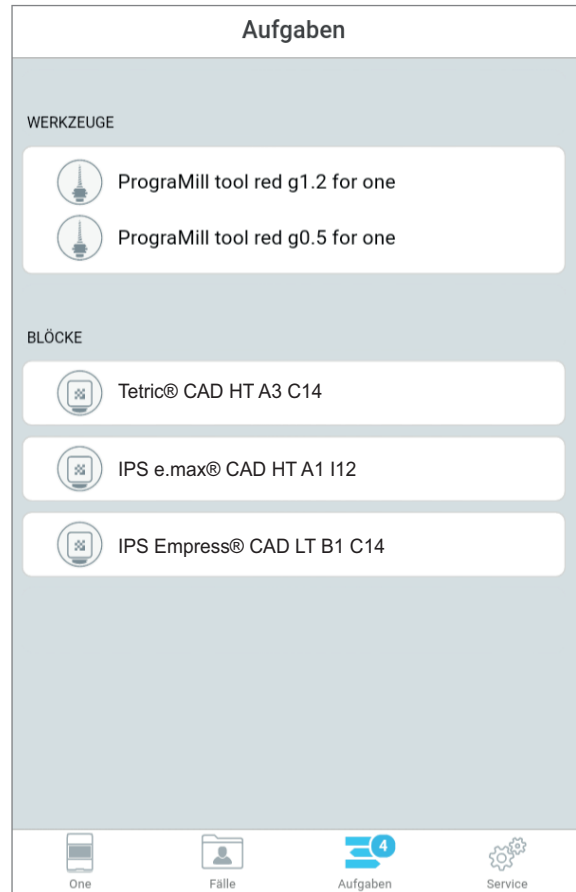 Aufgaben
WERKZEUGE
PrograMill tool red g1.2 for one
PrograMill tool red g0.5 for one
BLÖCKE
Tetric® CAD HT A3 C14
IPS e.max® CAD HT A1 I12
IPS Empress® CAD LT B1 C14
4
One Fälle Aufgaben Service